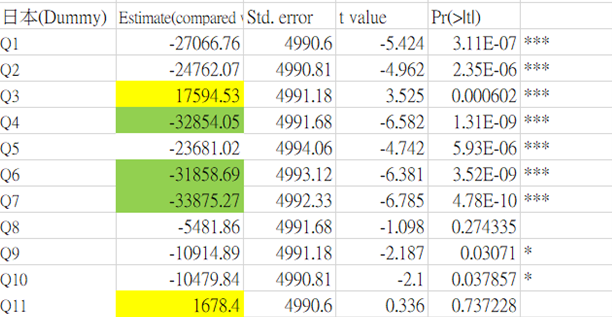 日本(Dummy) Estimate(compared Std. error t value Pr(>|t|)
Q1 -27066.76 4990.6 -5.424 3.11E-07 ***
Q2 -24762.07 4990.81 -4.962 2.35E-06 ***
Q3 17594.53 4991.18 3.525 0.000602 ***
Q4 -32854.05 4991.68 -6.582 1.31E-09 ***
Q5 -23681.02 4994.06 -4.742 5.93E-06 ***
Q6 -31858.69 4993.12 -6.381 3.52E-09 ***
Q7 -33875.27 4992.33 -6.785 4.78E-10 ***
Q8 -5481.86 4991.68 -1.098 0.274335
Q9 -10914.89 4991.18 -2.187 0.03071 *
Q10 -10479.84 4990.81 -2.1 0.037857 *
Q11 1678.4 4990.6 0.336 0.737228